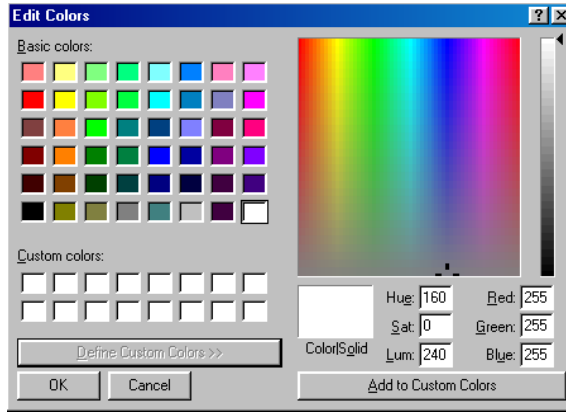 Edit Colors
Basic colors:
Custom colors:
Define Custom Colors >>
OK Cancel
Color|Solid
Hue: 160 Red: 255
Sat: 0 Green: 255
Lum: 240 Blue: 255
Add to Custom Colors